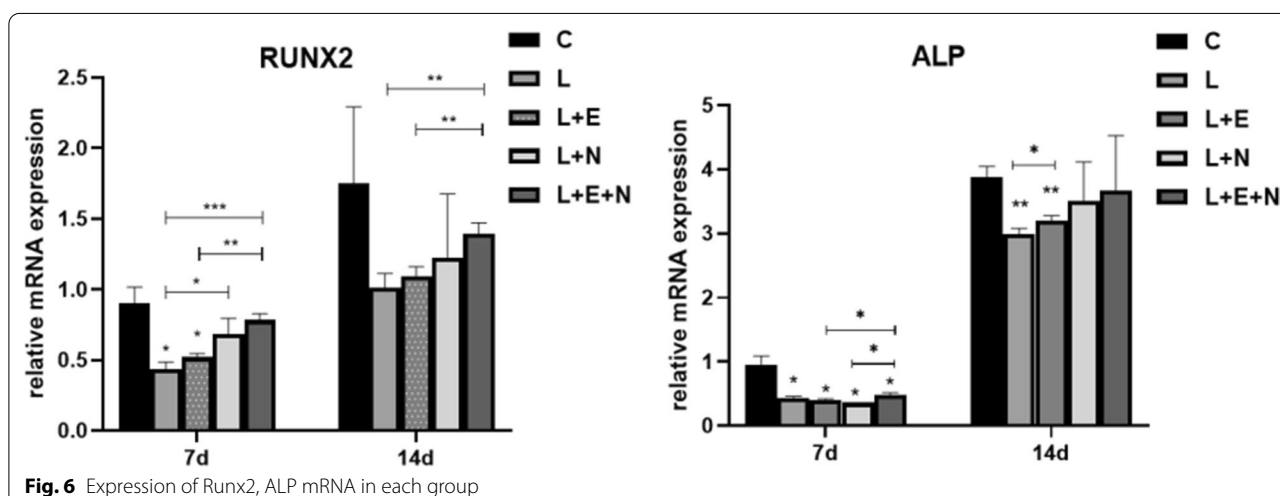 RUNX2
relative mRNA expression
2.5
2.0
1.5
1.0
0.5
0.0
*
*
*
**
***
**
**
7d
14d
C
L
L+E
L+N
L+E+N
ALP
relative mRNA expression
5
4
3
2
1
0
*
*
*
*
*
*
**
**
*
7d
14d
C
L
L+E
L+N
L+E+N
Fig. 6 Expression of Runx2, ALP mRNA in each group